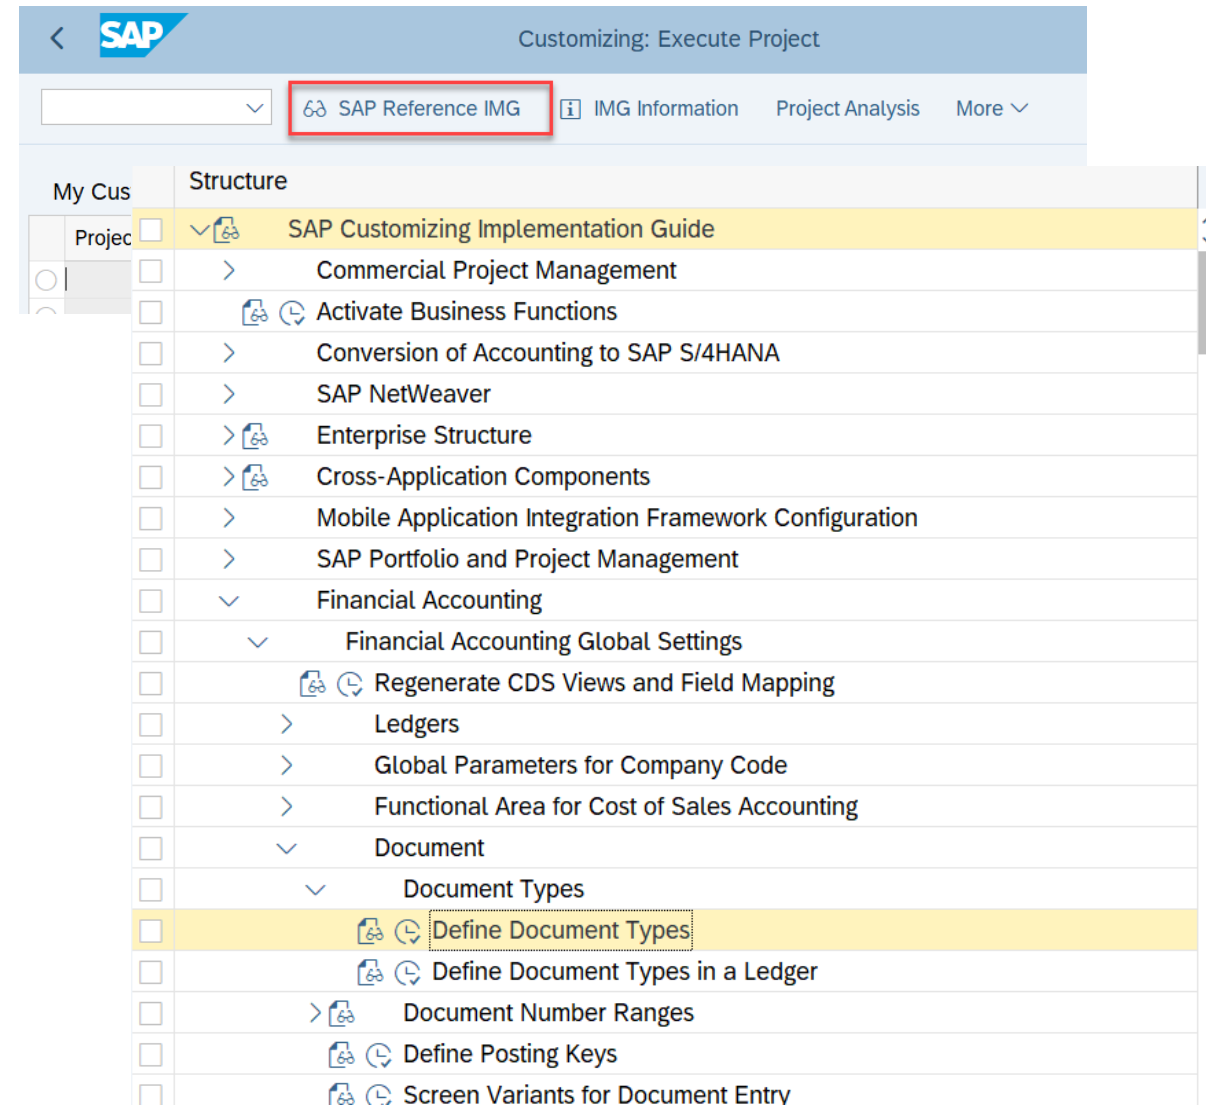 SAP
Customizing: Execute Project
SAP Reference IMG
IMG Information
Project Analysis
More
My Cus
Projec
Structure
SAP Customizing Implementation Guide
Commercial Project Management
Activate Business Functions
Conversion of Accounting to SAP S/4HANA
SAP NetWeaver
Enterprise Structure
Cross-Application Components
Mobile Application Integration Framework Configuration
SAP Portfolio and Project Management
Financial Accounting
Financial Accounting Global Settings
Regenerate CDS Views and Field Mapping
Ledgers
Global Parameters for Company Code
Functional Area for Cost of Sales Accounting
Document
Document Types
Define Document Types
Define Document Types in a Ledger
Document Number Ranges
Define Posting Keys
Screen Variants for Document Entry